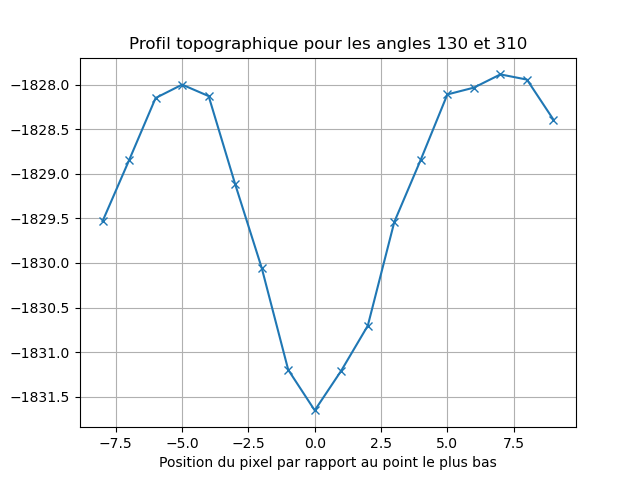 Profil topographique pour les angles 130 et 310
−1828.0
−1828.5
−1829.0
−1829.5
−1830.0
−1830.5
−1831.0
−1831.5
−7.5 −5.0 −2.5 0.0 2.5 5.0 7.5
Position du pixel par rapport au point le plus bas